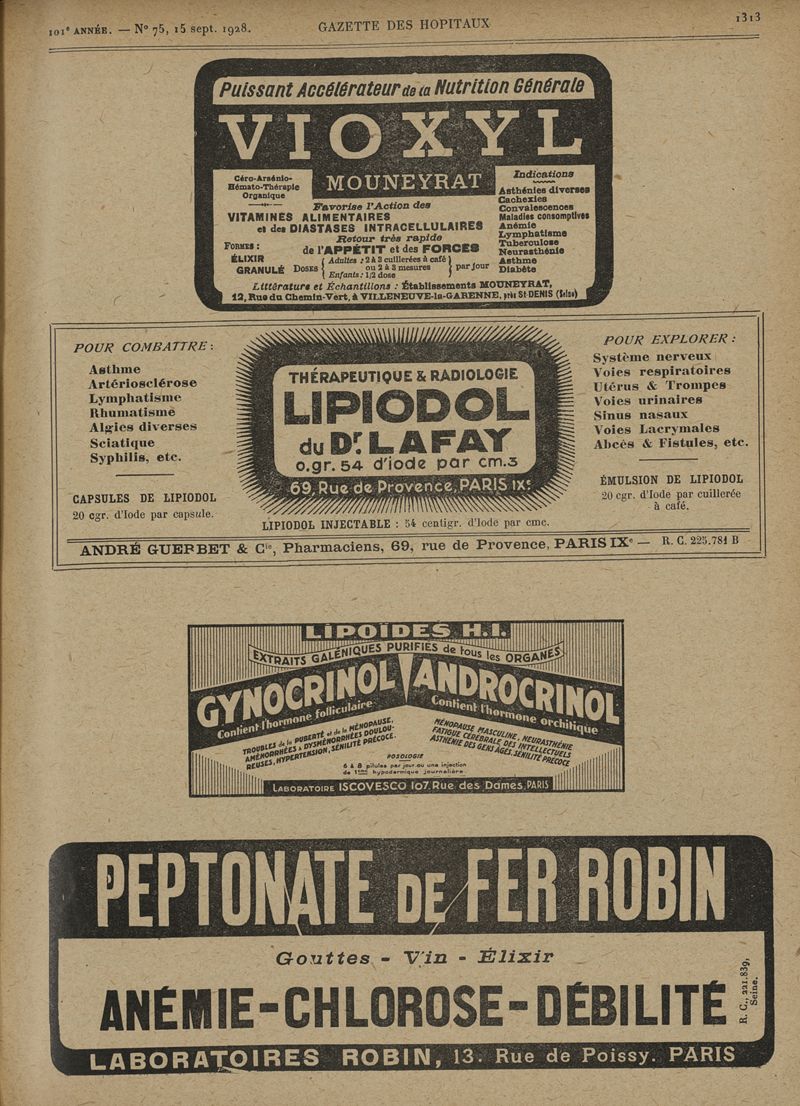 101e ANNÉE. — No 75, 15 sept. 1928.
GAZETTE DES HOPITAUX
1313
Puissant Accélérateur de la Nutrition Générale
VIOXYL
MOUNEYRAT
Céro-Arsénio-
Hémato-Thérapie
Organique
Favorise l'Action des
VITAMINES ALIMENTAIRES
et des DIASTASES INTRACELLULAIRES
Retour très rapide
de l'APPÉTIT et des FORCES
FORMES :
ÉLIXIR
GRANULÉ
DOSES
Adultes : 2 à 3 cuillerées à café
ou 2 à 3 mesures
Enfants : 1/2 dose
par jour
Indications
Asthénies diverses
Cachexies
Convalescences
Maladies consomptives
Anémie
Lymphatisme
Tuberculose
Neurasthénie
Asthme
Diabète
Littérature et Échantillons : Établissements MOUNEYRAT,
12, Rue du Chemin-Vert, à VILLENEUVE-la-GARENNE, près St-DENIS (Seine)
POUR COMBATTRE :
Asthme
Artériosclérose
Lymphatisme
Rhumatisme
Algies diverses
Sciatique
Syphilis, etc.
CAPSULES DE LIPIODOL
20 cgr. d'Iode par capsule.
THÉRAPEUTIQUE & RADIOLOGIE
LIPIODOL
du Dr. LAFAY
0.gr. 54 d'iode par cm.3
69, Rue de Provence, PARIS IXe
LIPIODOL INJECTABLE : 54 centigr. d'Iode par cmc.
POUR EXPLORER :
Système nerveux
Voies respiratoires
Utérus & Trompes
Voies urinaires
Sinus nasaux
Voies Lacrymales
Abcès & Fistules, etc.
ÉMULSION DE LIPIODOL
20 cgr. d'Iode par cuillerée
à café.
ANDRÉ GUERBET & Cie, Pharmaciens, 69, rue de Provence, PARIS IXe — R. C. 225.781 B
LIPOÏDES H.I.
EXTRAITS GALÉNIQUES PURIFIÉS de tous les ORGANES
GYNOCRINOL
Contient l'hormone folliculaire
TROUBLES de la PUBERTÉ et de la MÉNOPAUSE,
AMÉNORRHÉES & DYSMÉNORRHÉES DOULOU-
REUSES, HYPERTENSION, SÉNILITÉ PRÉCOCE.
ANDROCRINOL
Contient l'hormone orchitique
MÉNOPAUSE MASCULINE, NEURASTHÉNIE
FATIGUE CÉRÉBRALE DES INTELLECTUELS
ASTHÉNIE DES GENS AGÉS, SÉNILITÉ PRÉCOCE
POSOLOGIE
6 à 8 pilules par jour ou une injection
hypodermique journalière
LABORATOIRE ISCOVESCO 107, Rue des Dames, PARIS
PEPTONATE DE FER ROBIN
Gouttes - Vin - Élixir
ANÉMIE-CHLOROSE-DÉBILITÉ
R. C., 221.839,
Seine.
LABORATOIRES ROBIN, 13. Rue de Poissy. PARIS